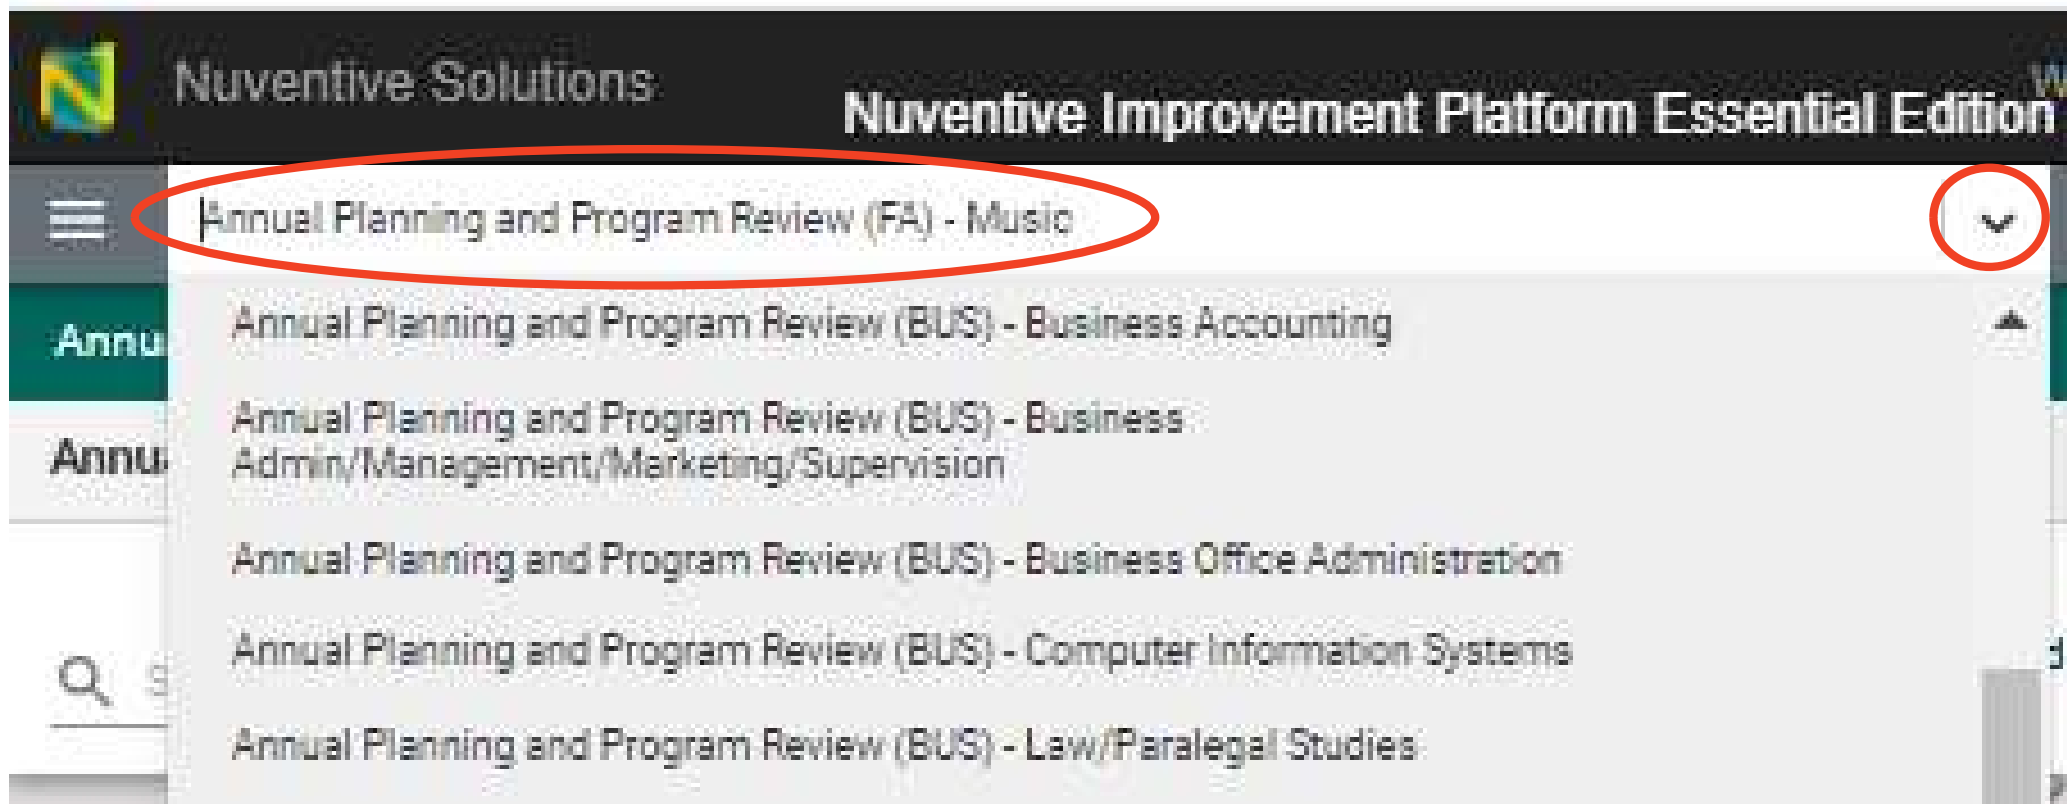 Nuventive Solutions
Nuventive Improvement Platform Essential Edition
Annual Planning and Program Review (FA) - Music
Annu
Annual Planning and Program Review (BUS) - Business Accounting
Annual Planning and Program Review (BUS) - Business
Annu
Admin/Management/Marketing/Supervision
Annual Planning and Program Review (BUS) - Business Office Administration
Annual Planning and Program Review (BUS) - Computer Information Systems
S
Annual Planning and Program Review (BUS) - Law/Paralegal Studies